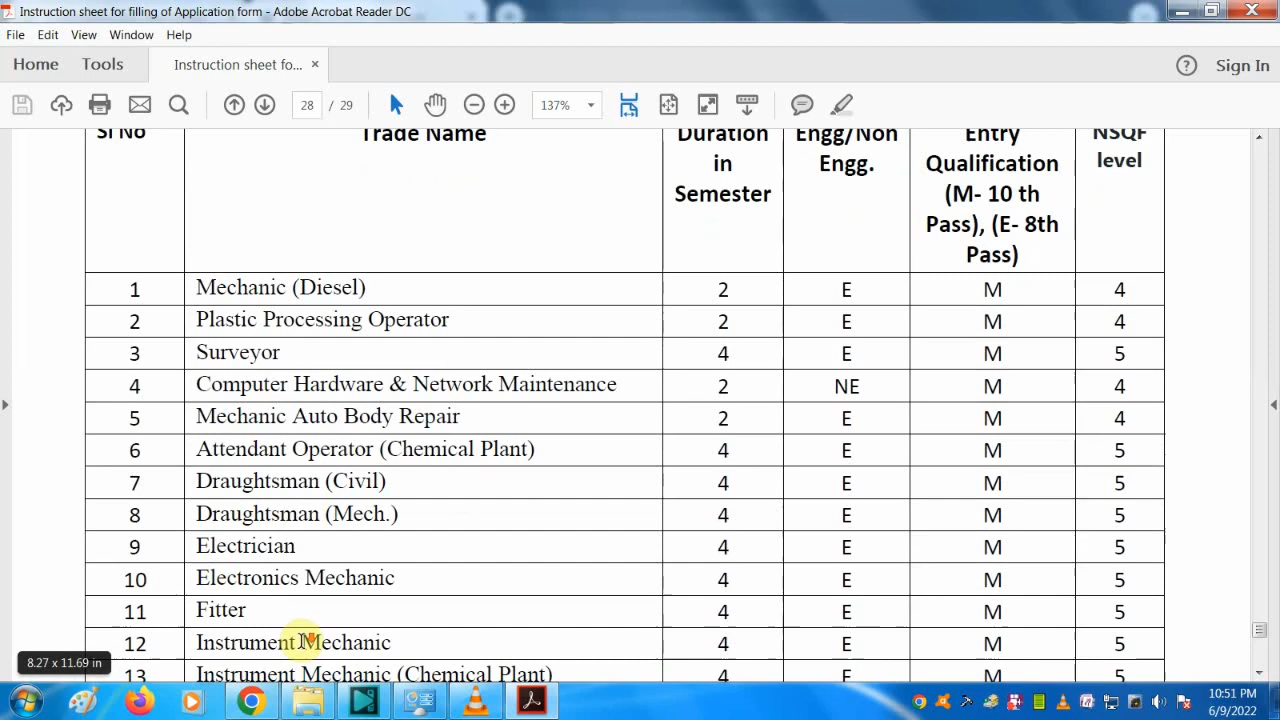 Instruction sheet for filling of Application form - Adobe Acrobat Reader DC
File Edit View Window Help
Home Tools Instruction sheet fo... × ? Sign In
28 / 29 137%
Sl No Trade Name Duration in Semester Engg/Non Engg. Entry Qualification (M- 10 th Pass), (E- 8th Pass) NSQF level
1 Mechanic (Diesel) 2 E M 4
2 Plastic Processing Operator 2 E M 4
3 Surveyor 4 E M 5
4 Computer Hardware & Network Maintenance 2 NE M 4
5 Mechanic Auto Body Repair 2 E M 4
6 Attendant Operator (Chemical Plant) 4 E M 5
7 Draughtsman (Civil) 4 E M 5
8 Draughtsman (Mech.) 4 E M 5
9 Electrician 4 E M 5
10 Electronics Mechanic 4 E M 5
11 Fitter 4 E M 5
12 Instrument Mechanic 4 E M 5
13 Instrument Mechanic (Chemical Plant) 4 E M 5
8.27 x 11.69 in
10:51 PM
6/9/2022